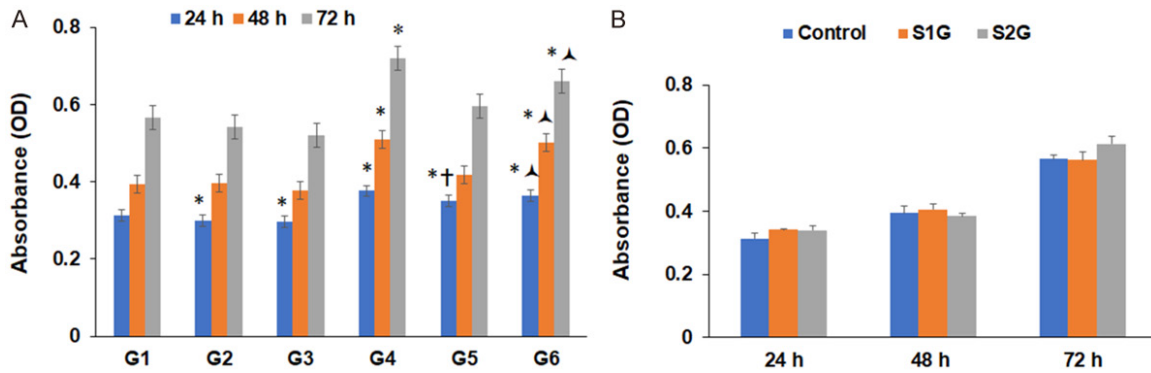 A
24 h 48 h 72 h
Absorbance (OD)
0.8
0.6
0.4
0.2
0
*
*
*
*
*
*†
*
*
*
G1 G2 G3 G4 G5 G6
B
Control S1G S2G
Absorbance (OD)
0.8
0.6
0.4
0.2
0
24 h 48 h 72 h